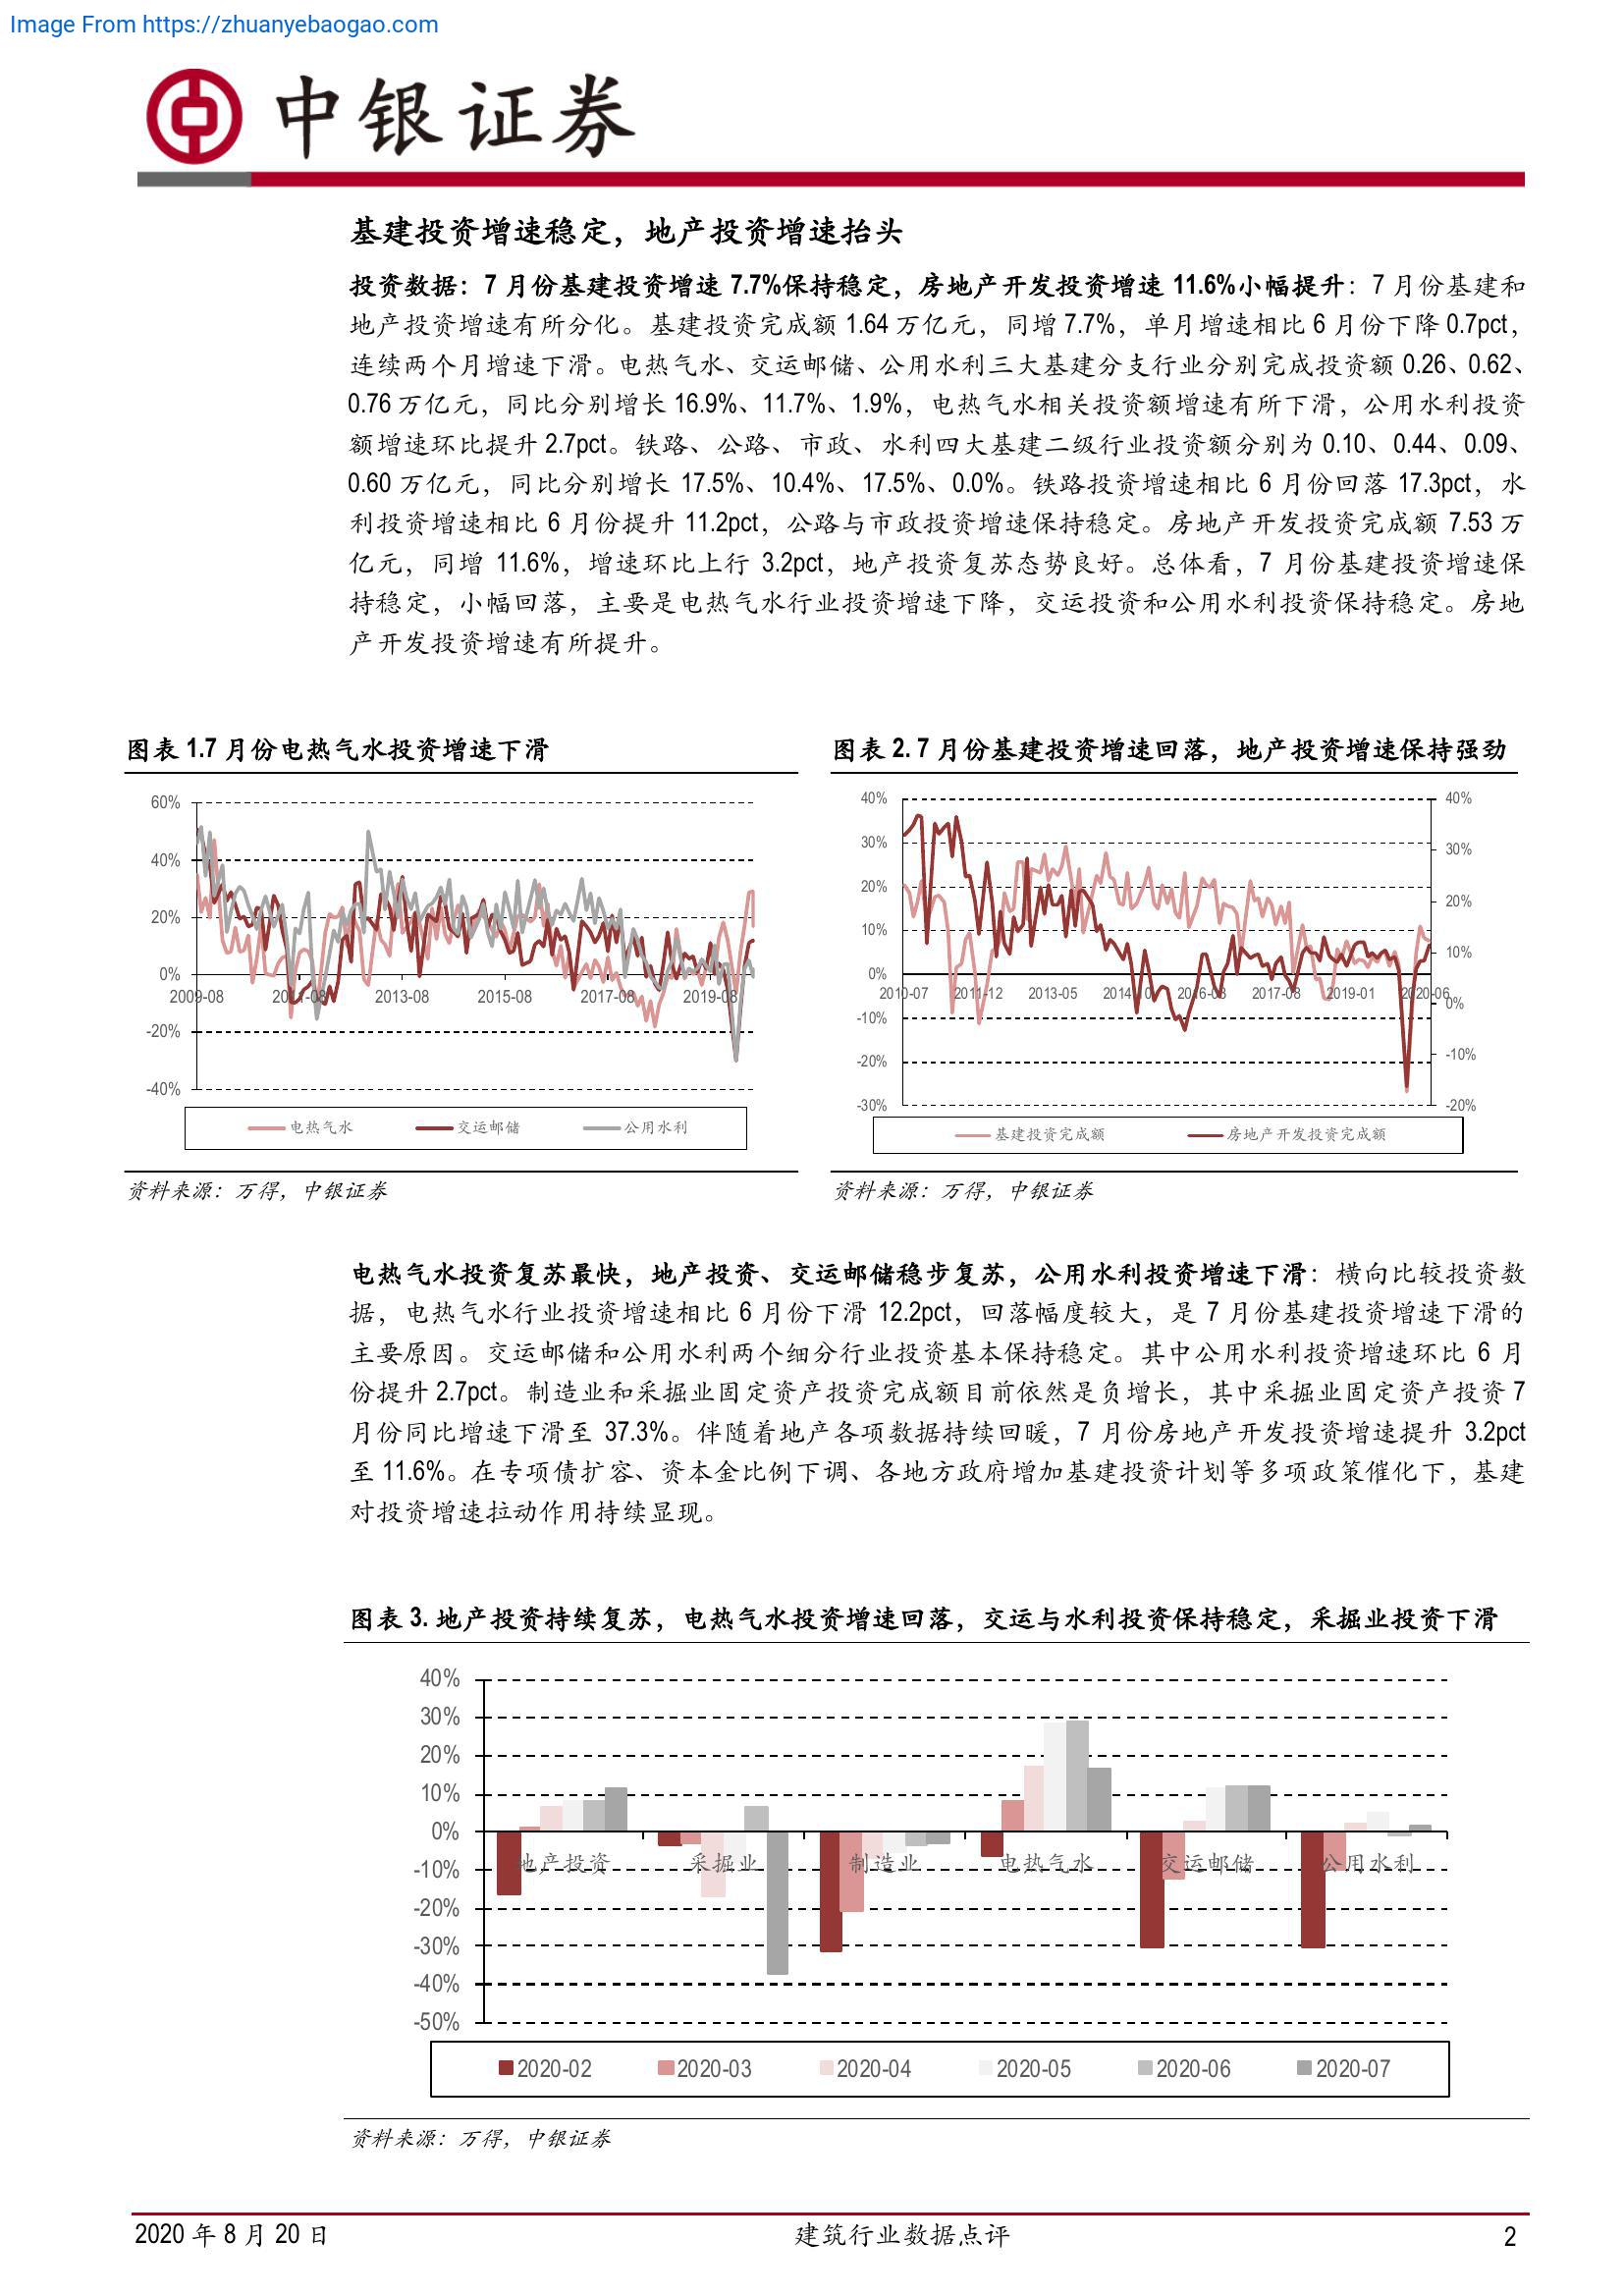 Image From https://zhuanyebaogao.com
中银证券
基建投资增速稳定，地产投资增速抬头
投资数据：7 月份基建投资增速 7.7%保持稳定，房地产开发投资增速 11.6%小幅提升：7 月份基建和
地产投资增速有所分化。基建投资完成额 1.64 万亿元，同增 7.7%，单月增速相比 6 月份下降 0.7pct，
连续两个月增速下滑。电热气水、交运邮储、公用水利三大基建分支行业分别完成投资额 0.26、0.62、
0.76 万亿元，同比分别增长 16.9%、11.7%、1.9%，电热气水相关投资额增速有所下滑，公用水利投资
额增速环比提升 2.7pct。铁路、公路、市政、水利四大基建二级行业投资额分别为 0.10、0.44、0.09、
0.60 万亿元，同比分别增长 17.5%、10.4%、17.5%、0.0%。铁路投资增速相比 6 月份回落 17.3pct，水
利投资增速相比 6 月份提升 11.2pct，公路与市政投资增速保持稳定。房地产开发投资完成额 7.53 万
亿元，同增 11.6%，增速环比上行 3.2pct，地产投资复苏态势良好。总体看，7 月份基建投资增速保
持稳定，小幅回落，主要是电热气水行业投资增速下降，交运投资和公用水利投资保持稳定。房地
产开发投资增速有所提升。
图表 1.7 月份电热气水投资增速下滑
60%
40%
20%
0%
-20%
-40%
2009-08 2011-08 2013-08 2015-08 2017-08 2019-08
电热气水 交运邮储 公用水利
资料来源：万得，中银证券
图表 2. 7 月份基建投资增速回落，地产投资增速保持强劲
40%
30%
20%
10%
0%
-10%
-20%
-30%
2010-07 2011-12 2013-05 2014-10 2016-03 2017-08 2019-01 2020-06
40%
30%
20%
10%
0%
-10%
-20%
基建投资完成额 房地产开发投资完成额
资料来源：万得，中银证券
电热气水投资复苏最快，地产投资、交运邮储稳步复苏，公用水利投资增速下滑：横向比较投资数
据，电热气水行业投资增速相比 6 月份下滑 12.2pct，回落幅度较大，是 7 月份基建投资增速下滑的
主要原因。交运邮储和公用水利两个细分行业投资基本保持稳定。其中公用水利投资增速环比 6 月
份提升 2.7pct。制造业和采掘业固定资产投资完成额目前依然是负增长，其中采掘业固定资产投资 7
月份同比增速下滑至 37.3%。伴随着地产各项数据持续回暖，7 月份房地产开发投资增速提升 3.2pct
至 11.6%。在专项债扩容、资本金比例下调、各地方政府增加基建投资计划等多项政策催化下，基建
对投资增速拉动作用持续显现。
图表 3. 地产投资持续复苏，电热气水投资增速回落，交运与水利投资保持稳定，采掘业投资下滑
40%
30%
20%
10%
0%
-10%
-20%
-30%
-40%
-50%
地产投资 采掘业 制造业 电热气水 交运邮储 公用水利
2020-02 2020-03 2020-04 2020-05 2020-06 2020-07
资料来源：万得，中银证券
2020 年 8 月 20 日 建筑行业数据点评 2